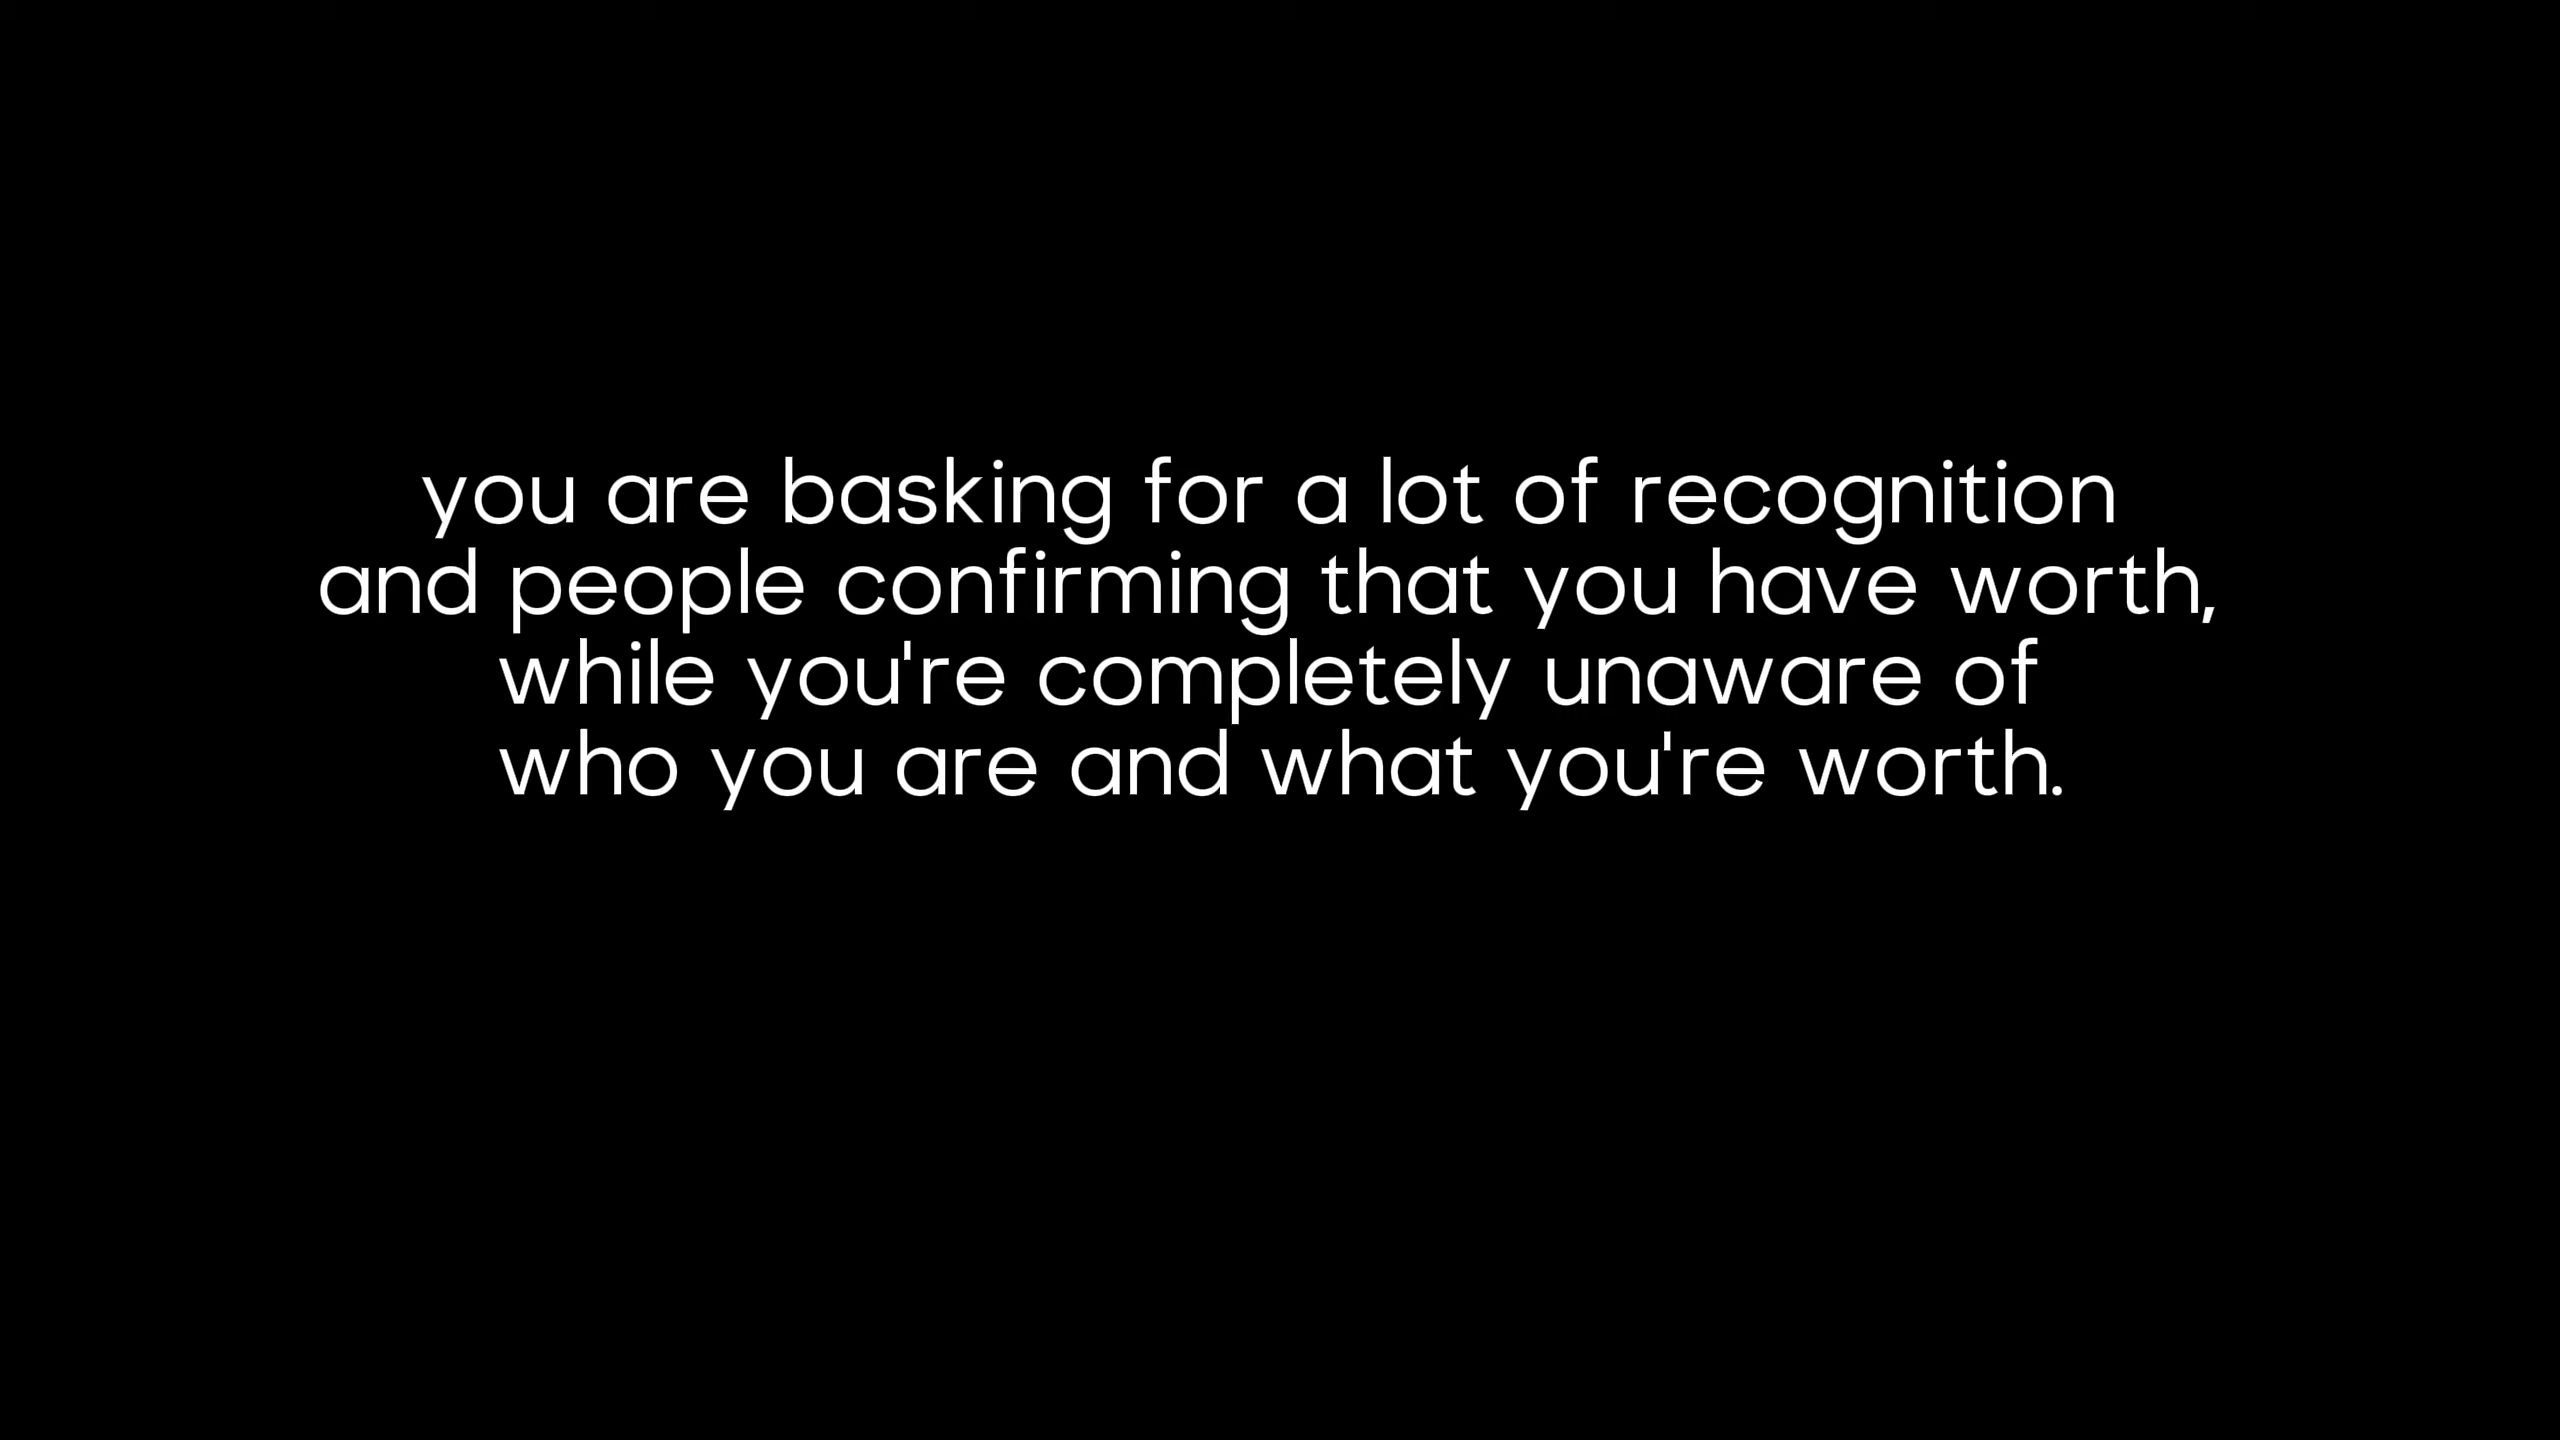 you are basking for a lot of recognition
and people confirming that you have worth,
while you're completely unaware of
who you are and what you're worth.